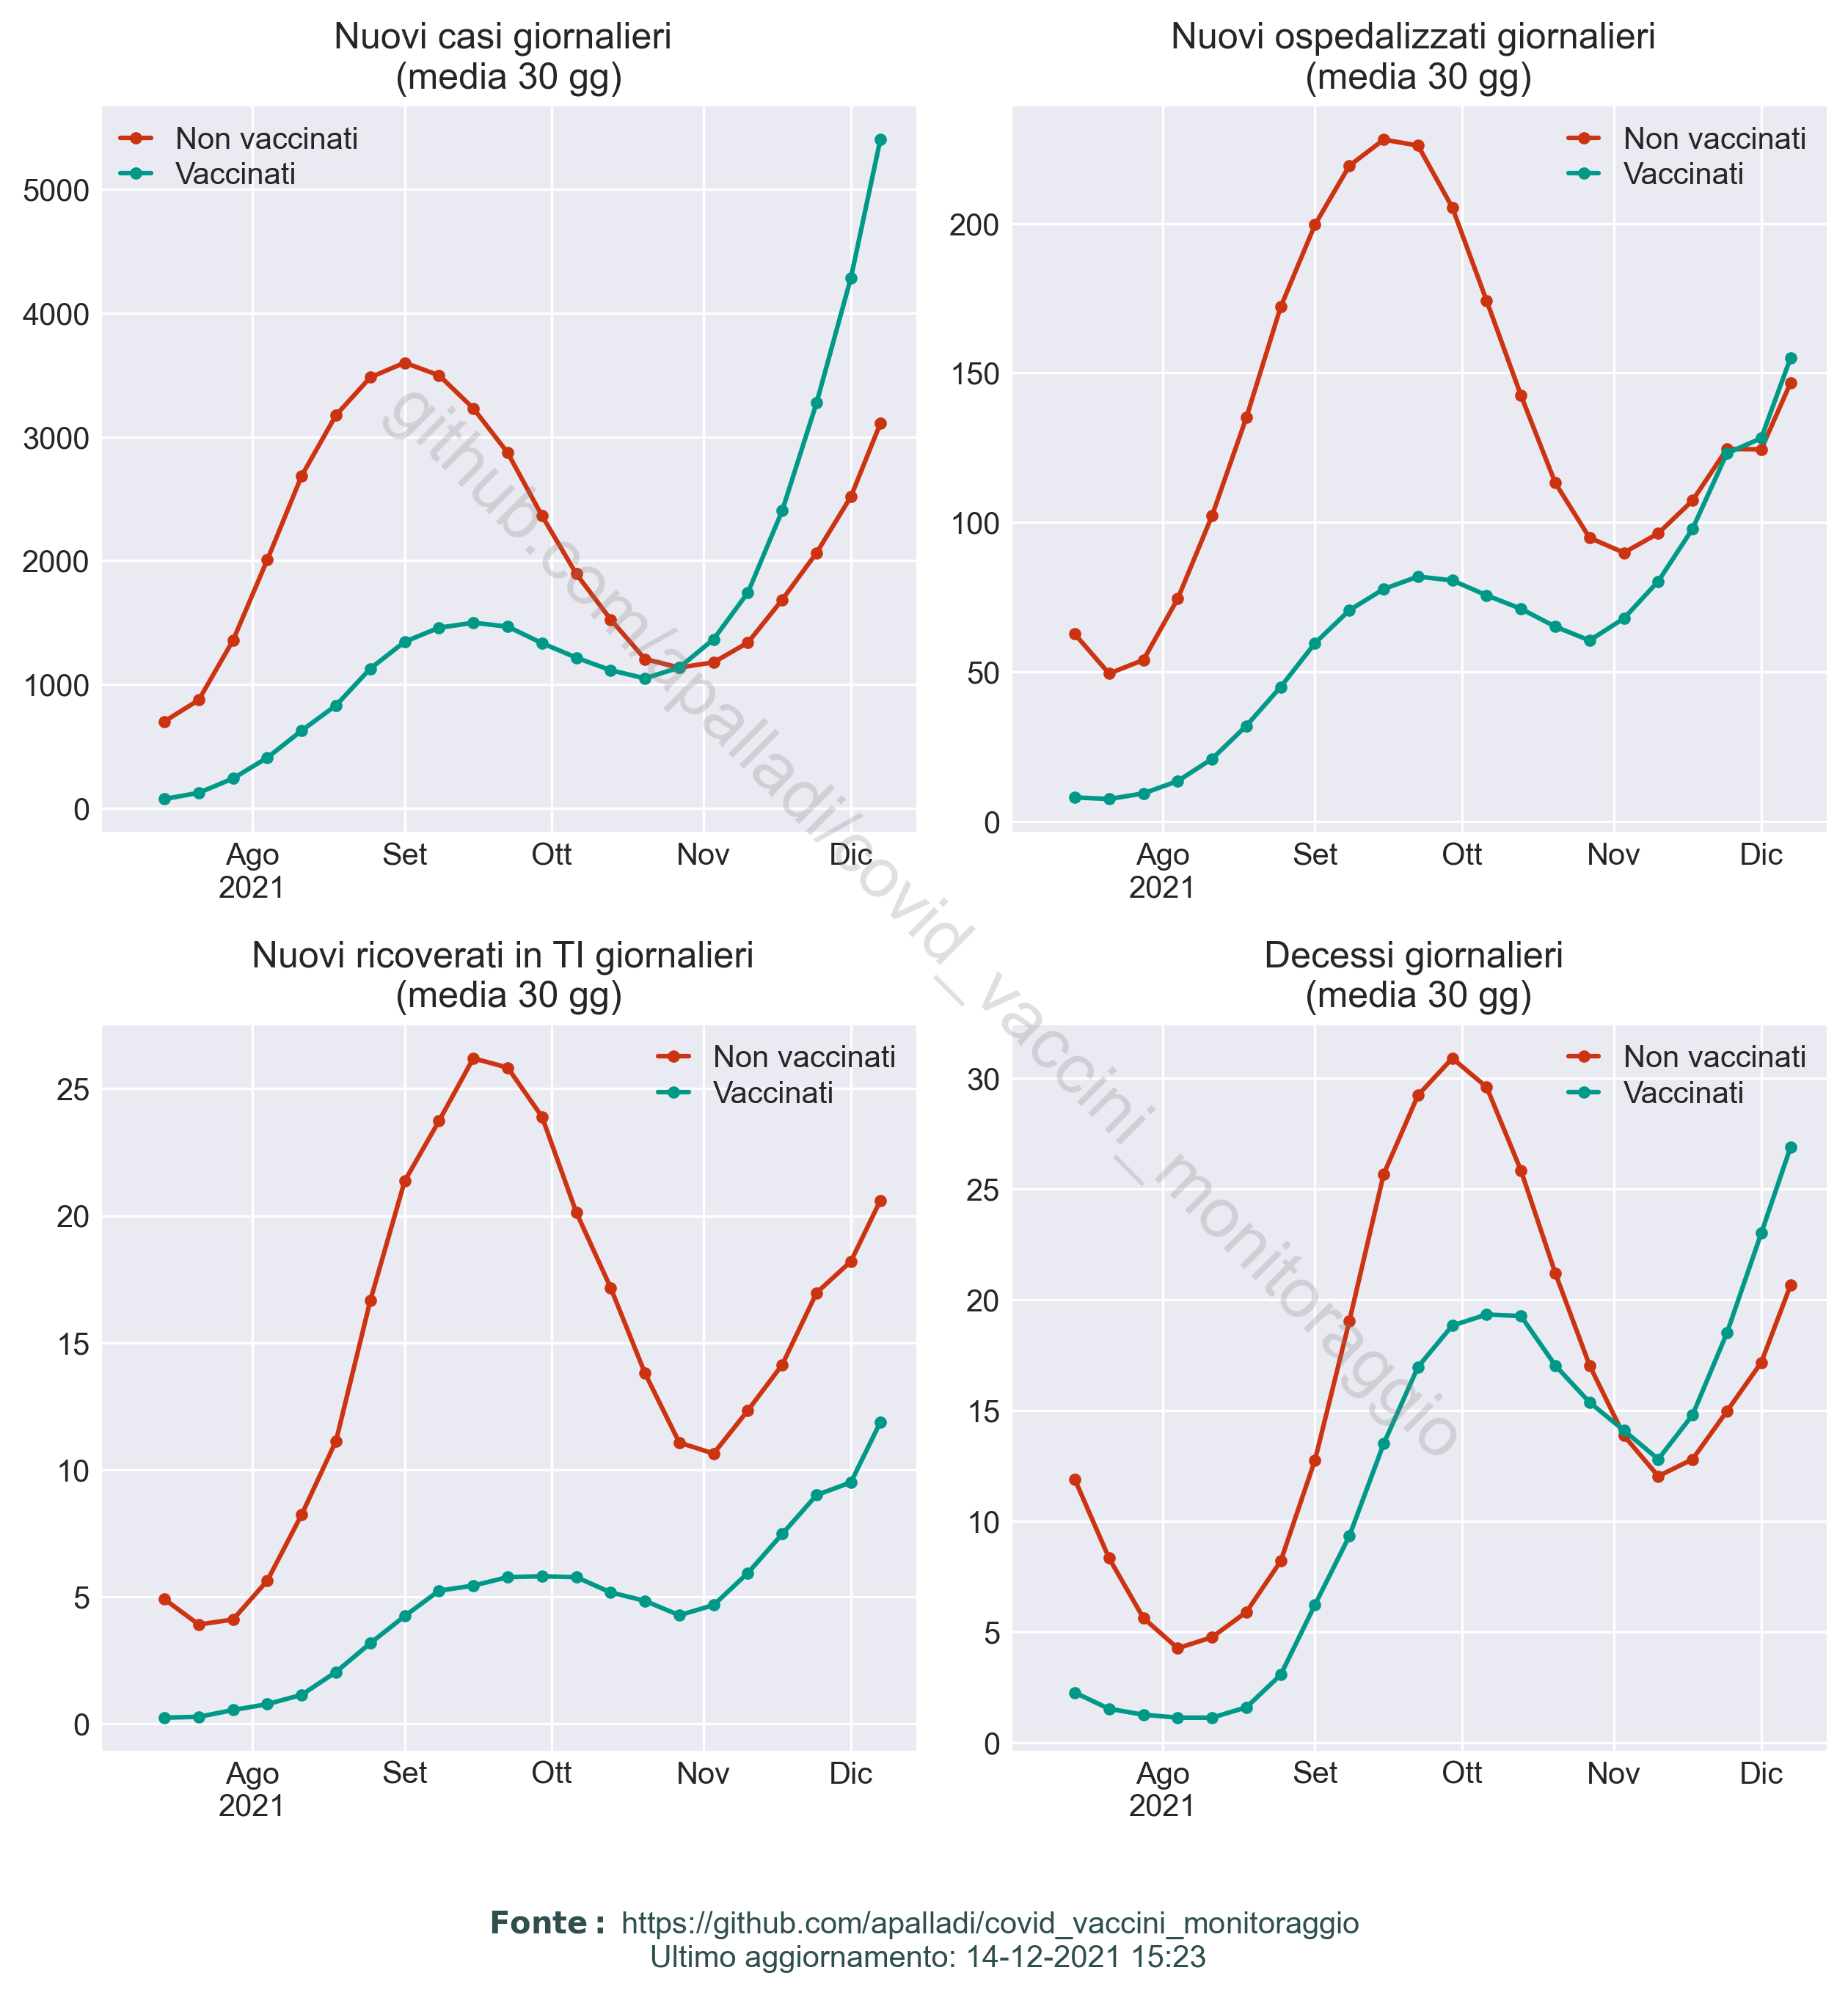 Nuovi casi giornalieri
(media 30 gg)
Non vaccinati
Vaccinati
5000
4000
3000
2000
1000
0
Ago
2021
Set
Ott
Nov
Dic
Nuovi ospedalizzati giornalieri
(media 30 gg)
Non vaccinati
Vaccinati
200
150
100
50
0
Ago
2021
Set
Ott
Nov
Dic
Nuovi ricoverati in TI giornalieri
(media 30 gg)
Non vaccinati
Vaccinati
25
20
15
10
5
0
Ago
2021
Set
Ott
Nov
Dic
Decessi giornalieri
(media 30 gg)
Non vaccinati
Vaccinati
30
25
20
15
10
5
0
Ago
2021
Set
Ott
Nov
Dic
github.com/apalladi/covid_vaccini_monitoraggio
Fonte: https://github.com/apalladi/covid_vaccini_monitoraggio
Ultimo aggiornamento: 14-12-2021 15:23